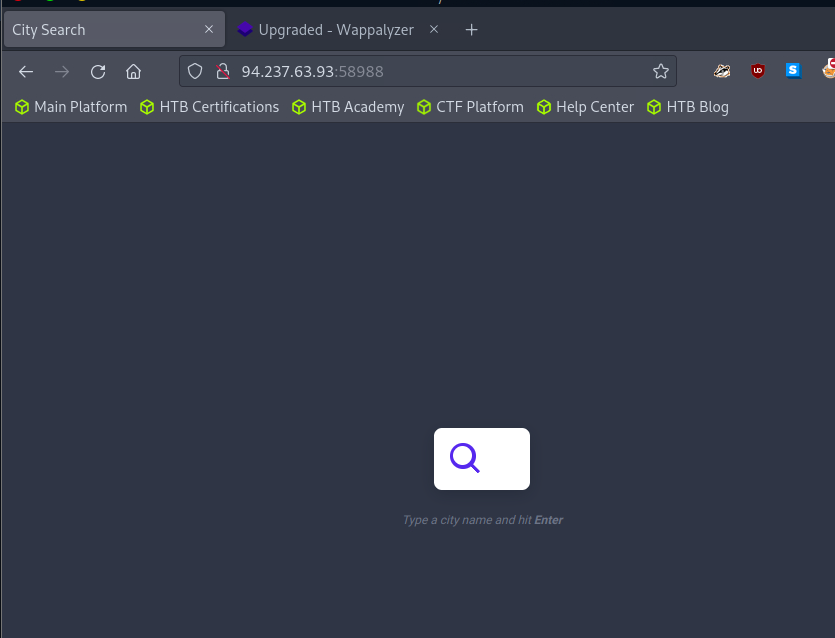 City Search
Upgraded - Wappalyzer
94.237.63.93:58988
Main Platform HTB Certifications HTB Academy CTF Platform Help Center HTB Blog
Type a city name and hit Enter